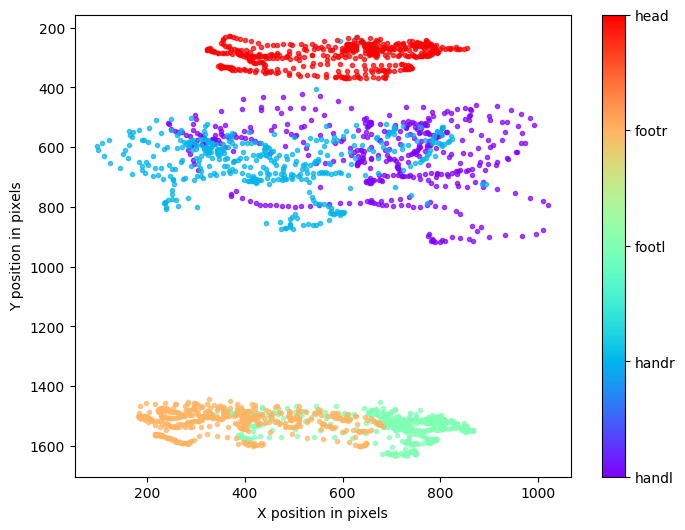 200
400
600
800
1000
1200
1400
1600
Y position in pixels
200 400 600 800 1000
X position in pixels
head
footr
footl
handr
handl